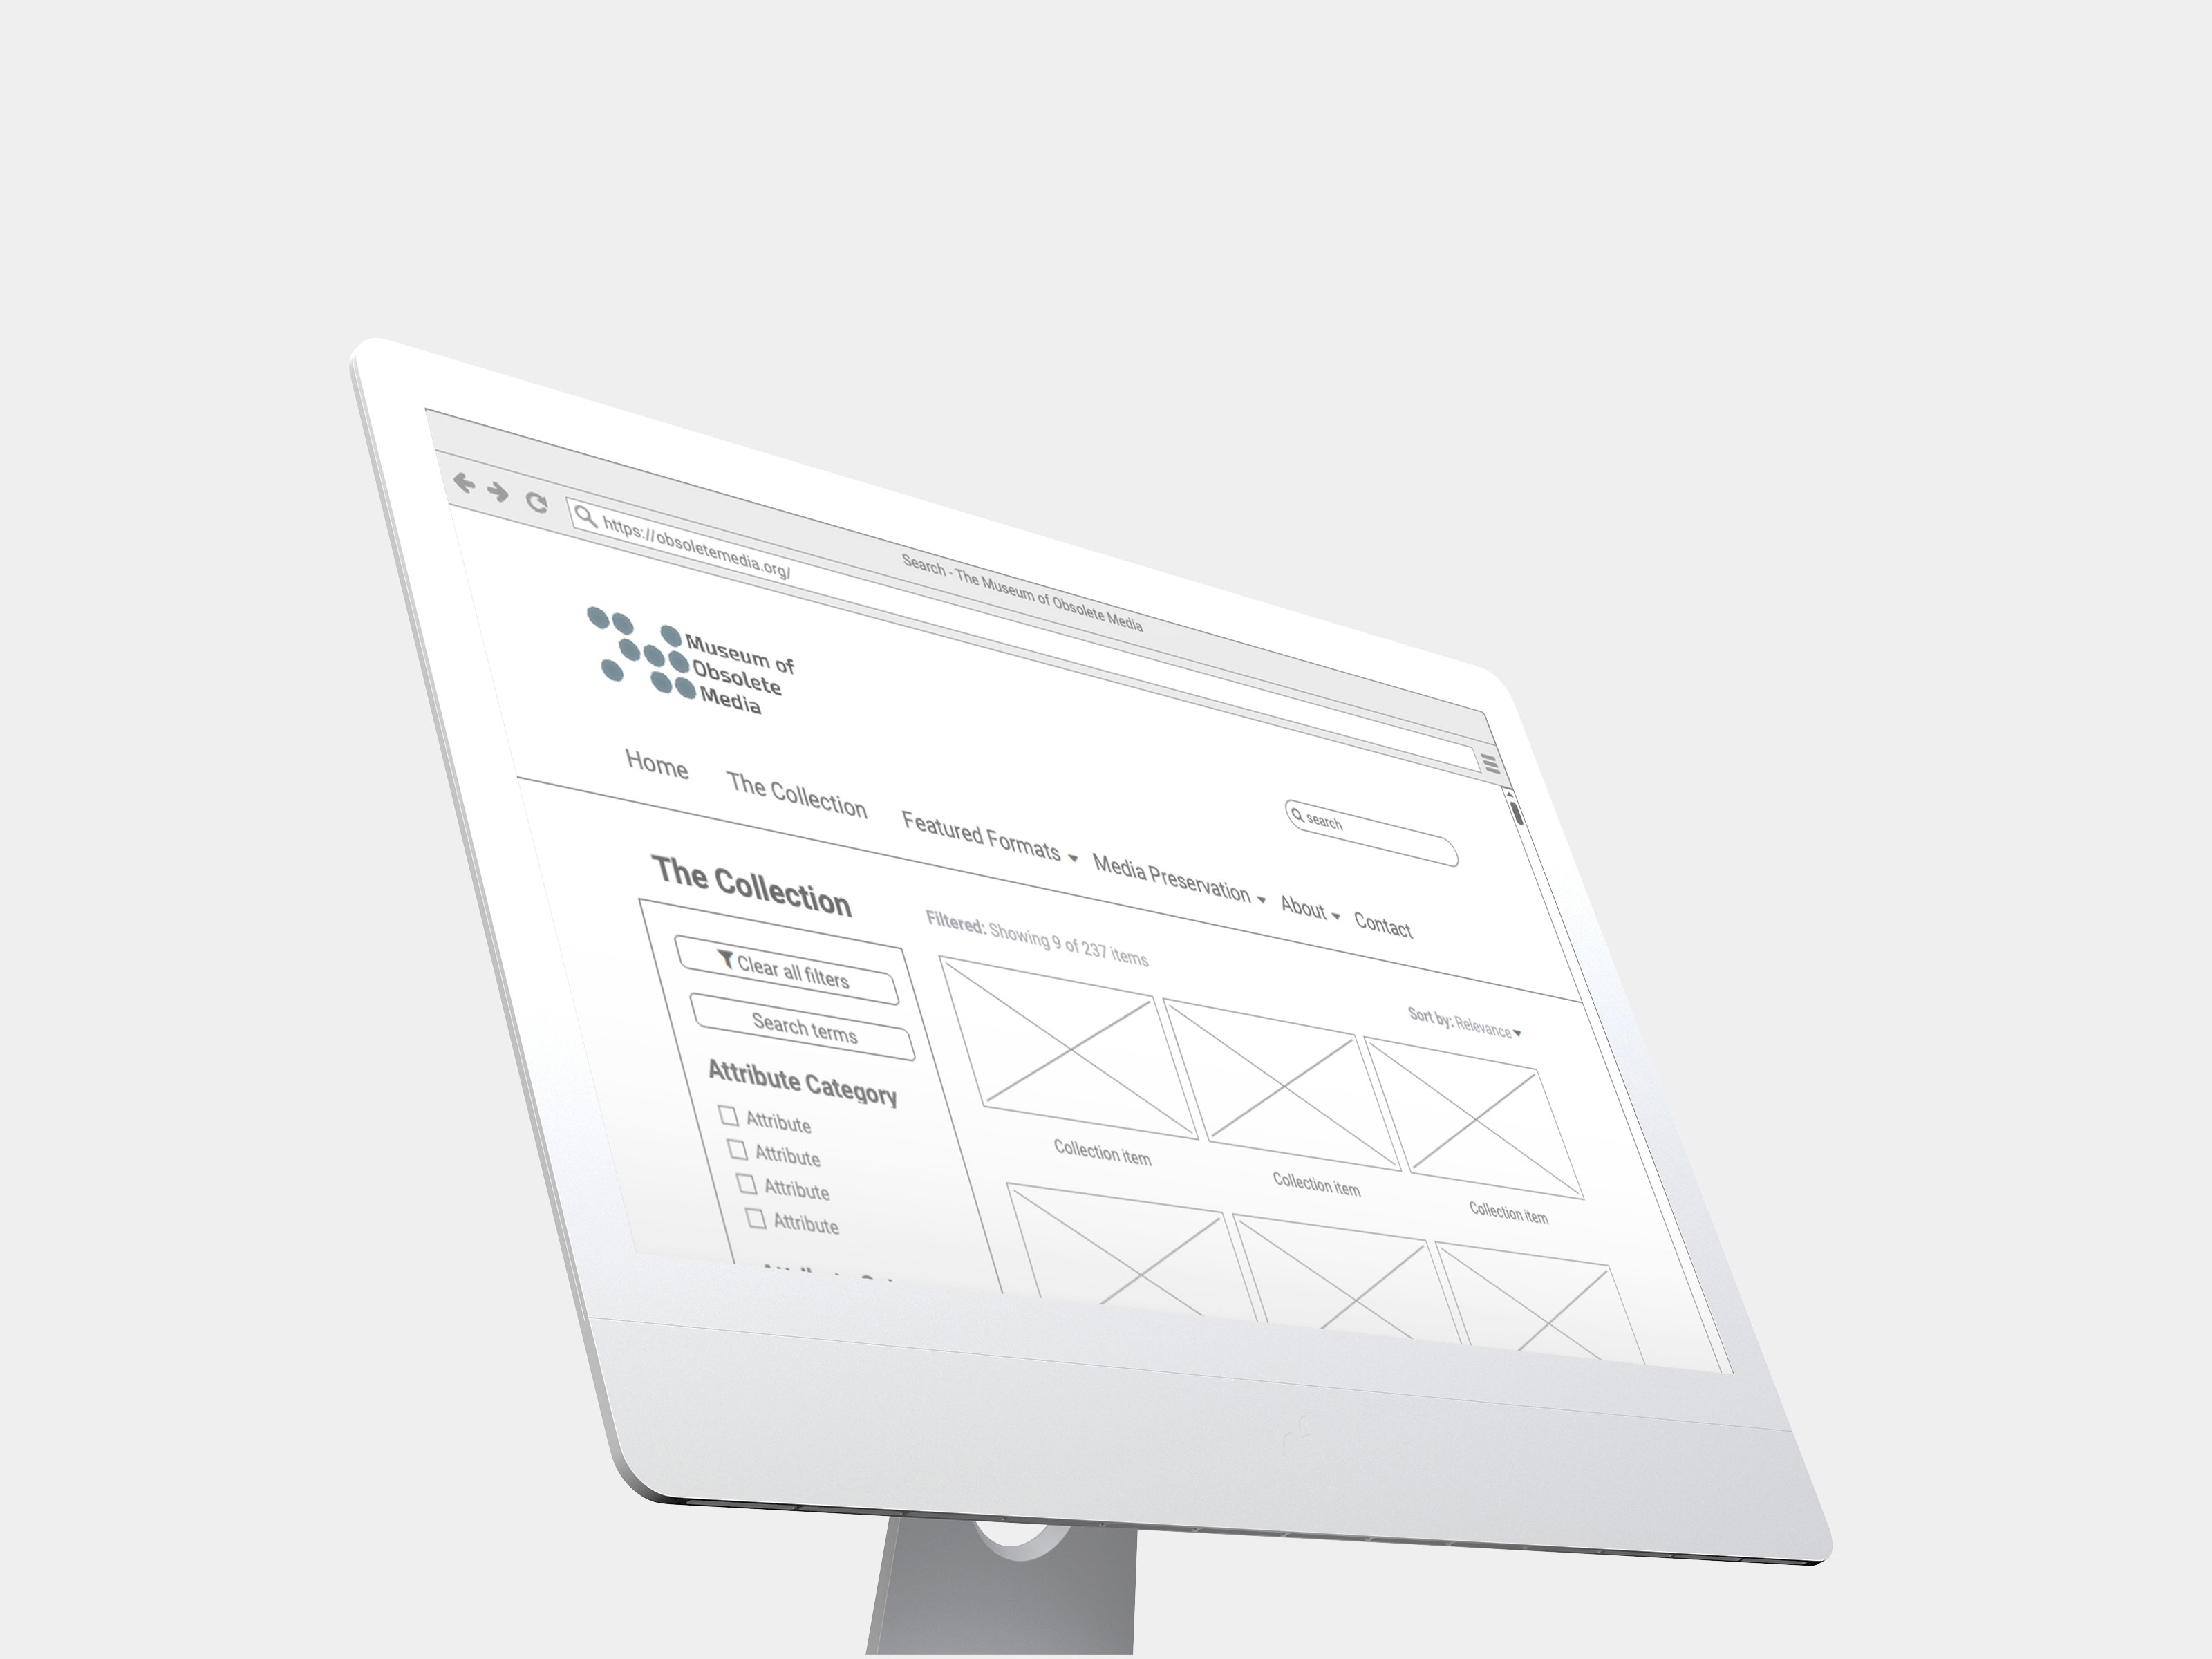 Search - The Museum of Obsolete Media
https://obsoletemedia.org/
Museum of
Obsolete
Media
search
Home The Collection Featured Formats Media Preservation About Contact
The Collection
Filtered: Showing 9 of 237 items
Sort by: Relevance
Clear all filters
Search terms
Attribute Category
Attribute
Attribute
Attribute
Attribute
Collection item
Collection item
Collection item